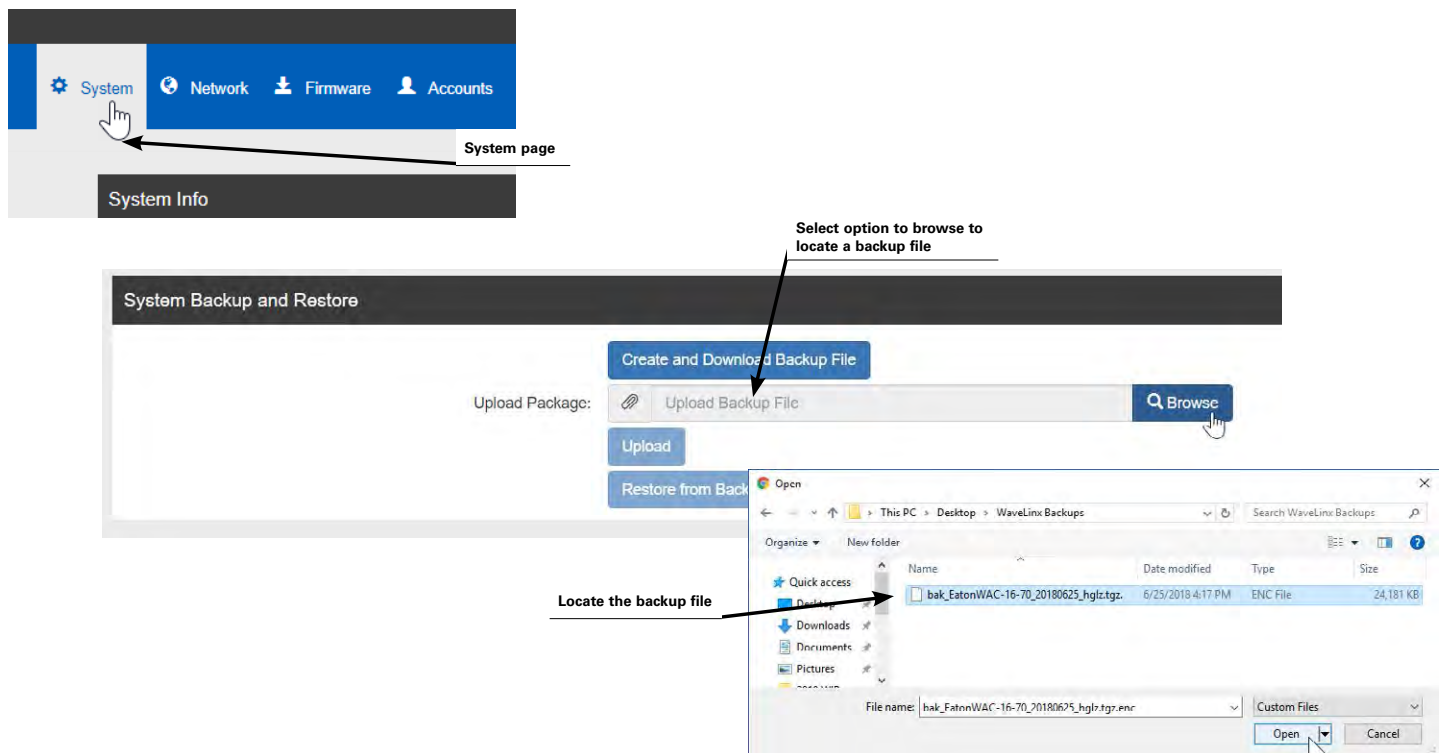 System
Network
Firmware
Accounts
System page
System Info
Select option to browse to
locate a backup file
System Backup and Restore
Create and Download Backup File
Upload Package:
Upload Backup File
Browse
Upload
Restore from Back
Open
This PC > Desktop > WaveLinx Backups
Search WaveLinx Backups
Organize
New folder
Name
Date modified
Type
Size
Quick access
Desktop
bak_EatonWAC-16-70_20180625_hglz.tgz.
6/25/2018 4:17 PM
ENC File
24,181 KB
Locate the backup file
Downloads
Documents
Pictures
File name:
bak_EatonWAC-16-70_20180625_hglz.tgz.enc
Custom Files
Open
Cancel